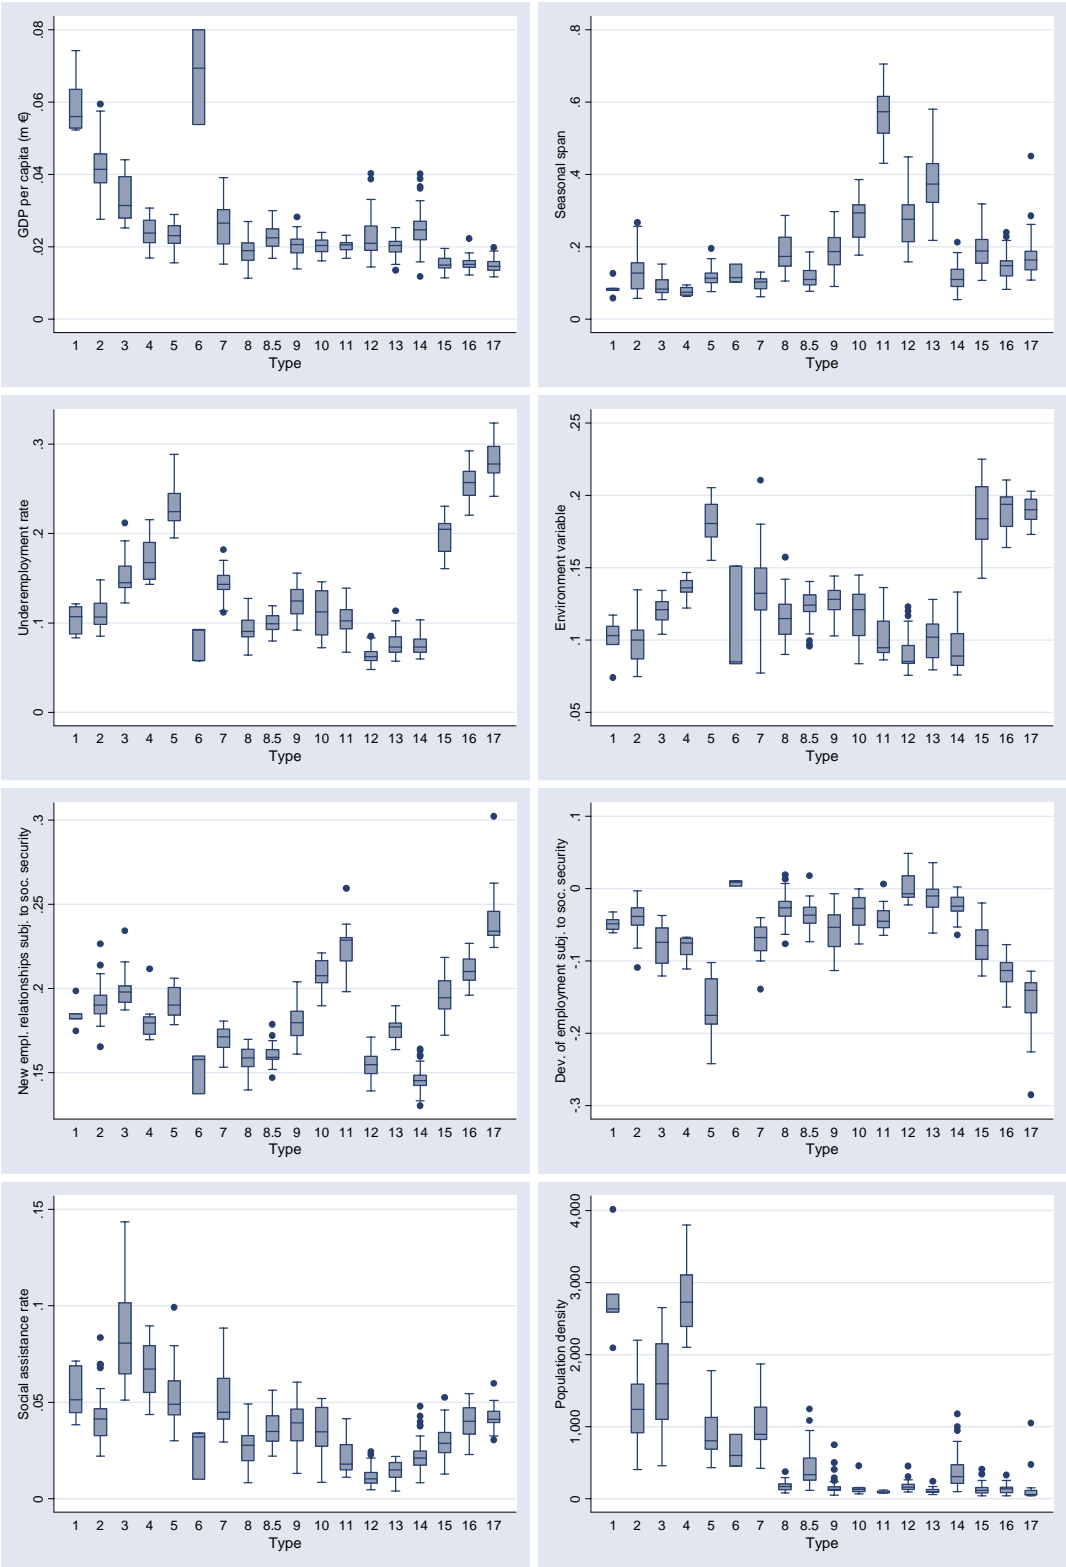 GDP per capita (m €)
.08
.06
.04
.02
0
1 2 3 4 5 6 7 8 8.5 9 10 11 12 13 14 15 16 17
Type
Seasonal span
.8
.6
.4
.2
0
1 2 3 4 5 6 7 8 8.5 9 10 11 12 13 14 15 16 17
Type
Underemployment rate
.3
.2
.1
0
1 2 3 4 5 6 7 8 8.5 9 10 11 12 13 14 15 16 17
Type
Environment variable
.25
.2
.15
.1
.05
1 2 3 4 5 6 7 8 8.5 9 10 11 12 13 14 15 16 17
Type
New empl. relationships subj. to soc. security
.3
.25
.2
.15
1 2 3 4 5 6 7 8 8.5 9 10 11 12 13 14 15 16 17
Type
Dev. of employment subj. to soc. security
.1
0
-.1
-.2
-.3
1 2 3 4 5 6 7 8 8.5 9 10 11 12 13 14 15 16 17
Type
Social assistance rate
.15
.1
.05
0
1 2 3 4 5 6 7 8 8.5 9 10 11 12 13 14 15 16 17
Type
Population density
4,000
3,000
2,000
1,000
0
1 2 3 4 5 6 7 8 8.5 9 10 11 12 13 14 15 16 17
Type